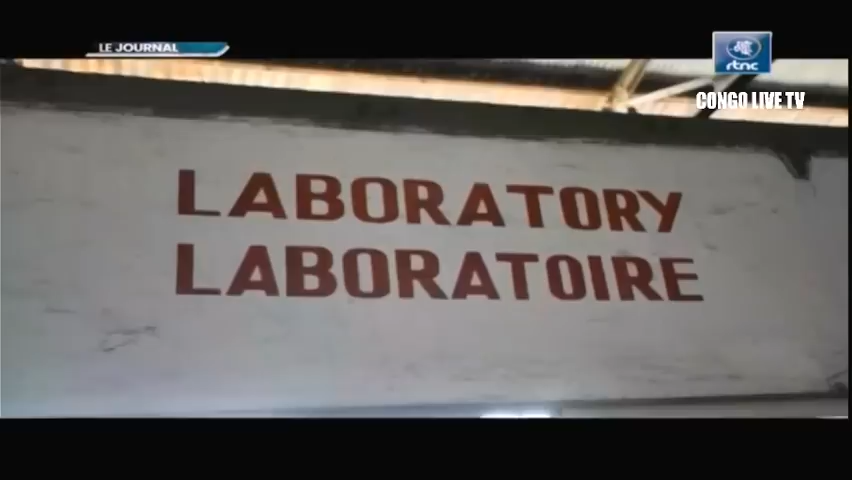 LE JOURNAL
rtnc
CONGO LIVE TV
LABORATORY
LABORATOIRE